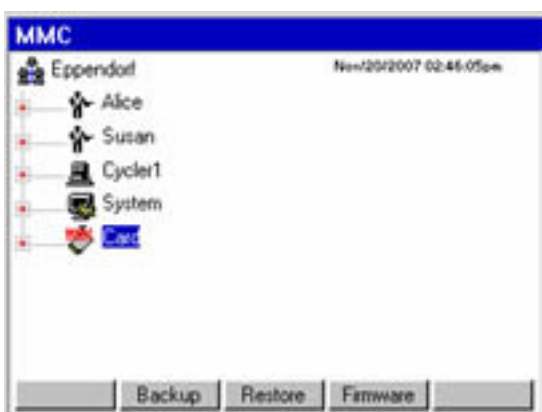 MMC
Eppendorf Nov/20/2007 02:46:05pm
Alice
Susan
Cycler1
System
Card
Backup Restore Firmware